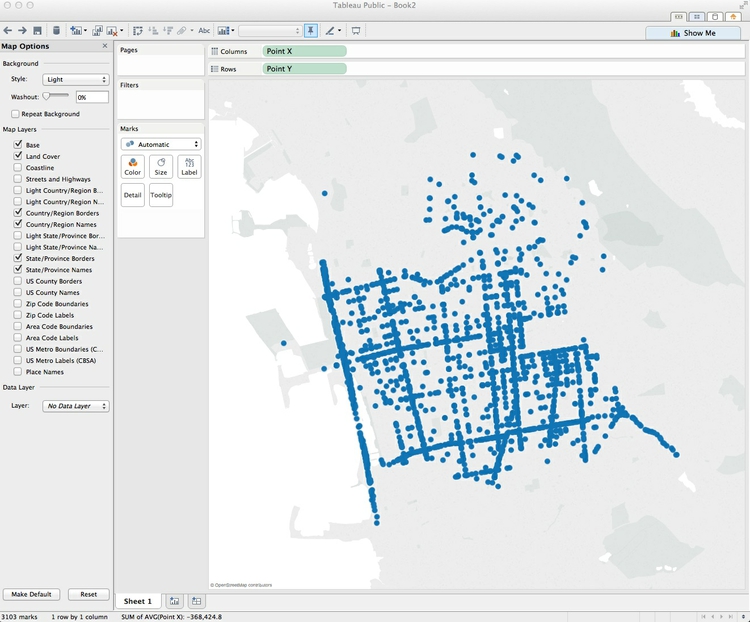 Tableau Public - Book2
Abc
Show Me
Map Options
Background
Style: Light
Washout: 0%
Repeat Background
Map Layers
Base
Land Cover
Coastline
Streets and Highways
Light Country/Region B...
Light Country/Region N...
Country/Region Borders
Country/Region Names
Light State/Province Bor...
Light State/Province Na...
State/Province Borders
State/Province Names
US County Borders
US County Names
Zip Code Boundaries
Zip Code Labels
Area Code Boundaries
Area Code Labels
US Metro Boundaries (C...
US Metro Labels (CBSA)
Place Names
Data Layer
Layer: No Data Layer
Make Default
Reset
Pages
Filters
Marks
Automatic
Color
Size
Abc
123
Label
Detail
Tooltip
Columns
Point X
Rows
Point Y
© OpenStreetMap contributors
Sheet 1
3103 marks
1 row by 1 column
SUM of AVG(Point X): -368,424.8